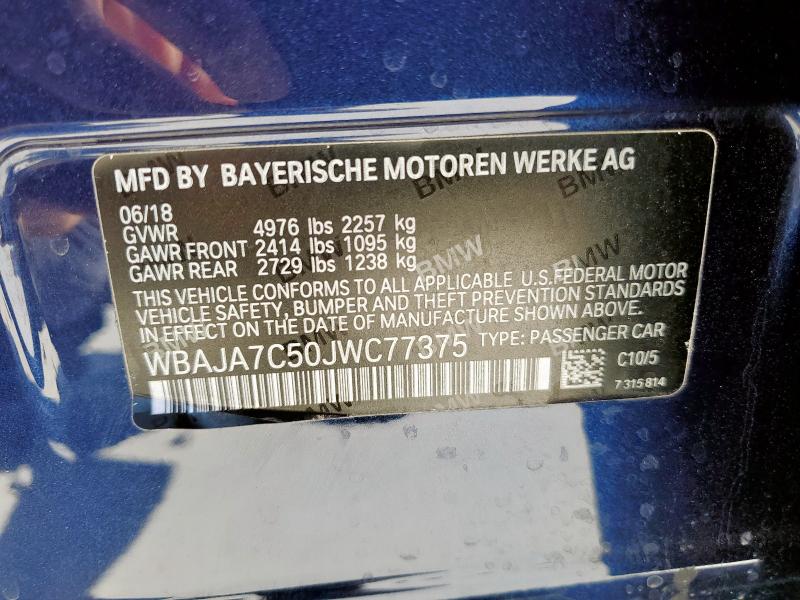 MFD BY BAYERISCHE MOTOREN WERKE AG
06/18
GVWR 4976 lbs 2257 kg
GAWR FRONT 2414 lbs 1095 kg
GAWR REAR 2729 lbs 1238 kg
THIS VEHICLE CONFORMS TO ALL APPLICABLE U.S.FEDERAL MOTOR
VEHICLE SAFETY, BUMPER AND THEFT PREVENTION STANDARDS
IN EFFECT ON THE DATE OF MANUFACTURE SHOWN ABOVE.
WBAJA7C50JWC77375 TYPE: PASSENGER CAR
C10/5
7 315 814